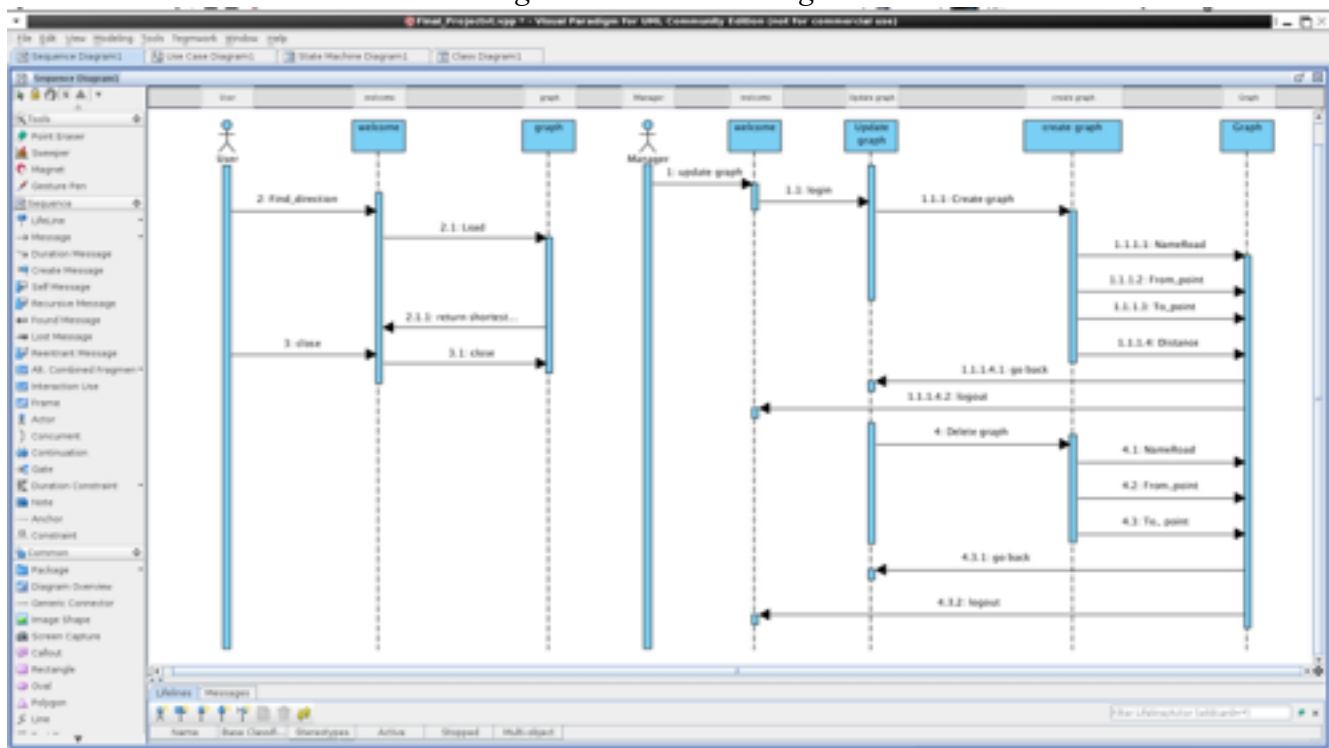 Final_Project.vpp * - Visual Paradigm for UML Community Edition (not for commercial use)
File Edit View Modeling Tools Teamwork Window Help
Sequence Diagram1 Use Case Diagram1 State Machine Diagram1 Class Diagram1
Sequence Diagram1
User welcome graph Manager welcome Update graph create graph Graph
Tools
Point Eraser
Sweeper
Magnet
Gesture Pen
Sequence
LifeLine
Message
Duration Message
Create Message
Self Message
Recursive Message
Found Message
Lost Message
Reentrant Message
Alt. Combined Fragment
Interaction Use
Frame
Actor
Concurrent
Continuation
Gate
Duration Constraint
Note
Anchor
Constraint
Common
Package
Diagram Overview
Generic Connector
Image Shape
Screen Capture
Callout
Rectangle
Oval
Polygon
Line
User
welcome
graph
Manager
welcome
Update
graph
create graph
Graph
1: update graph
1.1: login
2: Find_direction
1.1.1: Create graph
2.1: Load
1.1.1.1: NameRoad
1.1.1.2: From_point
1.1.1.3: To_point
2.1.1: return shortest...
3: close
3.1: close
1.1.1.4: Distance
1.1.1.4.1: go back
1.1.1.4.2: logout
4: Delete graph
4.1: NameRoad
4.2: From_point
4.3: To_ point
4.3.1: go back
4.3.2: logout
Lifelines Messages
Name Base Classifi... Stereotypes Active Stopped Multi-object